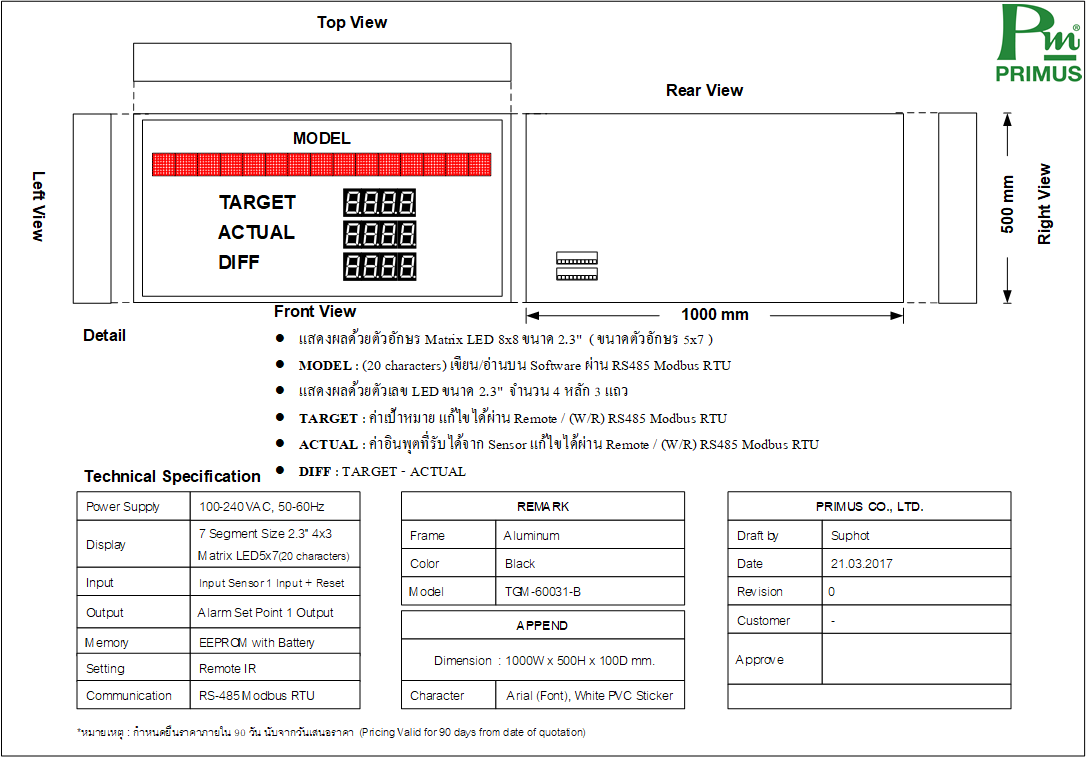 Top View
Pm®
PRIMUS
Rear View
Left View
MODEL
TARGET 8.8.8.8.
ACTUAL 8.8.8.8.
DIFF 8.8.8.8.
500 mm
Right View
Front View
1000 mm
Detail
● แสดงผลด้วยตัวอักษร Matrix LED 8x8 ขนาด 2.3" ( ขนาดตัวอักษร 5x7 )
● MODEL : (20 characters) เขียน/อ่านบน Software ผ่าน RS485 Modbus RTU
● แสดงผลด้วยตัวเลข LED ขนาด 2.3" จำนวน 4 หลัก 3 แถว
● TARGET : ค่าเป้าหมาย แก้ไขได้ผ่าน Remote / (W/R) RS485 Modbus RTU
● ACTUAL : ค่าอินพุตที่รับได้จาก Sensor แก้ไขได้ผ่าน Remote / (W/R) RS485 Modbus RTU
● DIFF : TARGET - ACTUAL
Technical Specification
Power Supply 100-240 VAC, 50-60Hz
Display 7 Segment Size 2.3" 4x3
Matrix LED5x7(20 characters)
Input Input Sensor 1 Input + Reset
Output Alarm Set Point 1 Output
Memory EEPROM with Battery
Setting Remote IR
Communication RS-485 Modbus RTU
REMARK
Frame Aluminum
Color Black
Model TGM-60031-B
APPEND
Dimension : 1000W x 500H x 100D mm.
Character Arial (Font), White PVC Sticker
PRIMUS CO., LTD.
Draft by Suphot
Date 21.03.2017
Revision 0
Customer -
Approve
*หมายเหตุ : กำหนดยืนราคาภายใน 90 วัน นับจากวันเสนอราคา (Pricing Valid for 90 days from date of quotation)